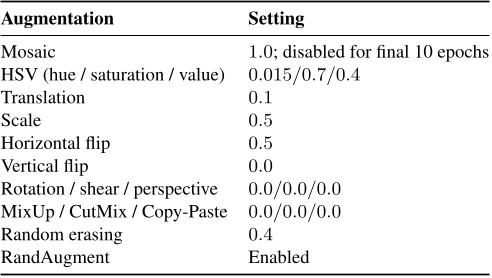 Augmentation Setting
Mosaic 1.0; disabled for final 10 epochs
HSV (hue / saturation / value) 0.015/0.7/0.4
Translation 0.1
Scale 0.5
Horizontal flip 0.5
Vertical flip 0.0
Rotation / shear / perspective 0.0/0.0/0.0
MixUp / CutMix / Copy-Paste 0.0/0.0/0.0
Random erasing 0.4
RandAugment Enabled